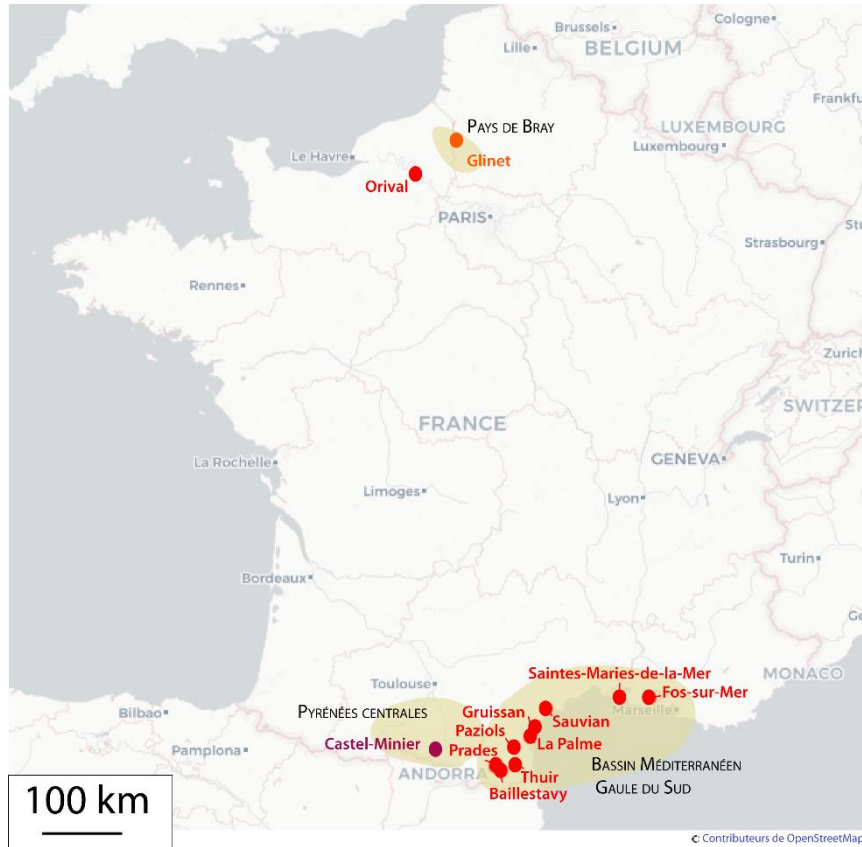 Brussels
Cologne
Lille
BELGIUM
Frankfu
PAYS DE BRAY
LUXEMBOURG
Luxembourg
Le Havre
Glinet
Orival
PARIS
Strasbourg
Stu
Rennes
Zurich
FRANCE
SWITZER
La Rochelle
GENEVA
Limoges
Lyon
Turin
Bordeaux
Ge
Saintes-Maries-de-la-Mer
MONACO
Toulouse
Fos-sur-Mer
Marseille
PYRÉNÉES CENTRALES
Gruissan
Sauvian
Bilbao
Paziols
La Palme
Castel-Minier
Pamplona
Prades
BASSIN MÉDITERRANÉEN
GAULE DU SUD
ANDORRA
Thuir
Baillestavy
100 km
C: Contributeurs de OpenStreetMap